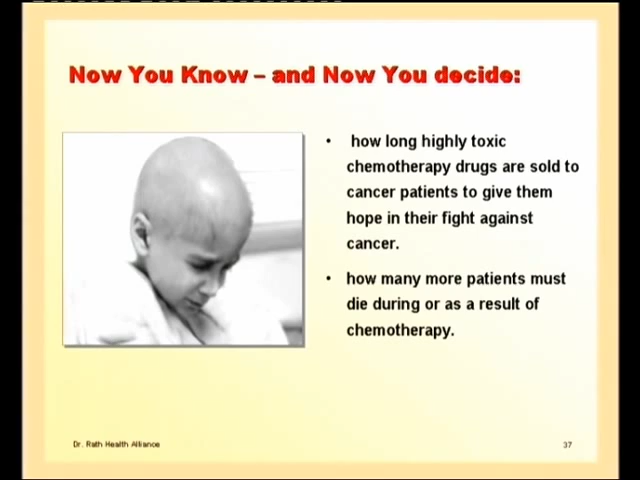 Now You Know – and Now You decide:
• how long highly toxic
chemotherapy drugs are sold to
cancer patients to give them
hope in their fight against
cancer.
• how many more patients must
die during or as a result of
chemotherapy.
Dr. Rath Health Alliance
37